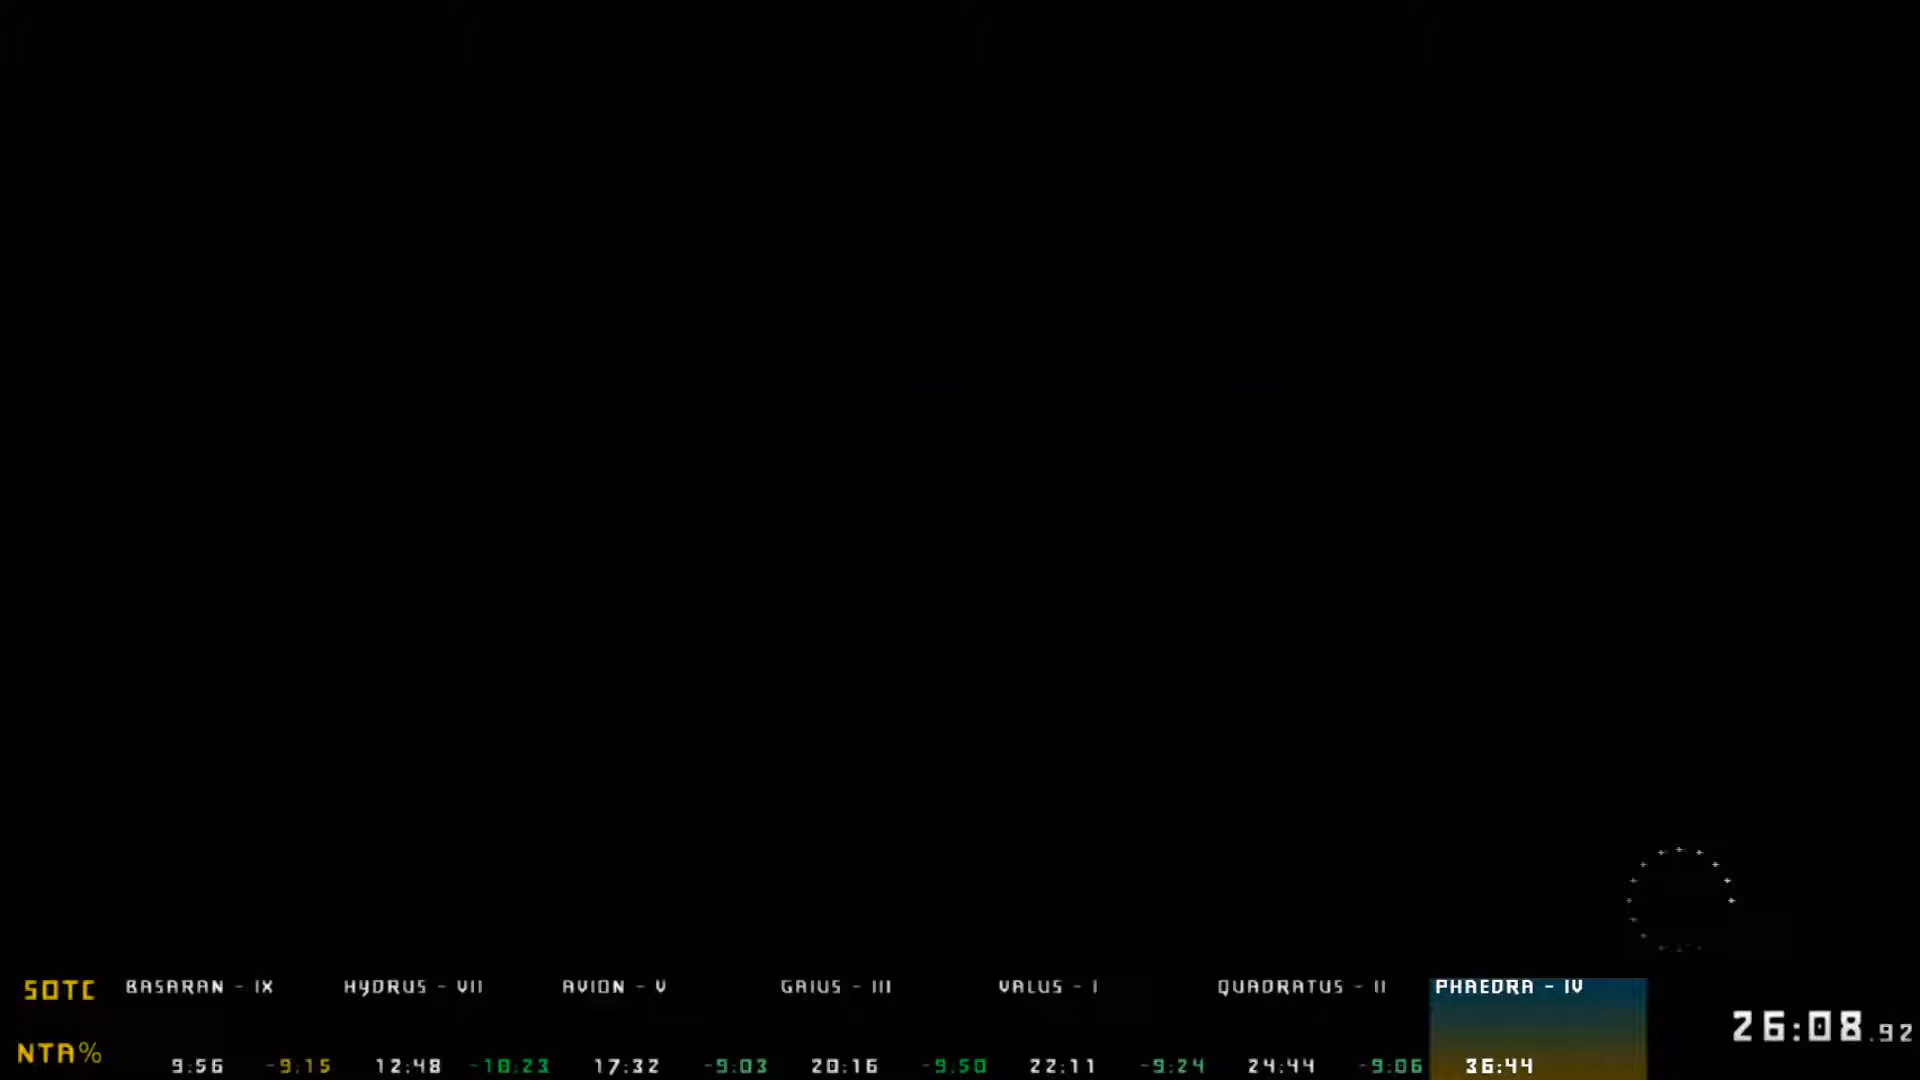 SOTC BASARAN - IX HYDRUS - VII AVION - V GAIUS - III VALUS - I QUADRATUS - II PHAEDRA - IV
26:08.92
NTA% 9:56 -9:15 12:48 -10:23 17:32 -9:03 20:16 -9:50 22:11 -9:24 24:44 -9:06 36:44